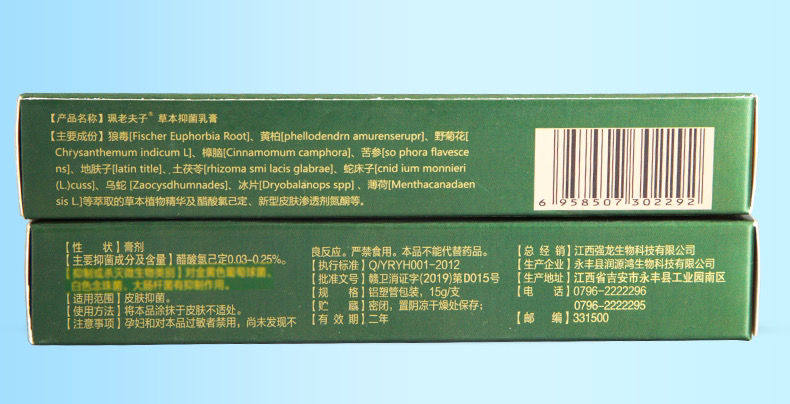 【产品名称】珮老夫子® 草本抑菌乳膏
【主要成份】狼毒[Fischer Euphorbia Root]、黄柏[phellodendrn amurenserupr]、野菊花[
Chrysanthemum indicum L]、樟脑[Cinnamomum camphora]、苦参[so phora flavesce
ns]、地肤子[latin title]、土茯苓[rhizoma smi lacis glabrae]、蛇床子[cnid ium monnieri
(L.)cuss]、乌蛇 [Zaocysdhumnades]、冰片[Dryobalanops spp] 、薄荷[Menthacanadaen
sis L.]等萃取的草本植物精华及醋酸氯己定、新型皮肤渗透剂氮酮等。
6 958507 302292
【性 状】膏剂
【主要抑菌成分及含量】醋酸氯己定0.03-0.25%。
【抑制或杀灭微生物类别】对金黄色葡萄球菌、
白色念珠菌、大肠杆菌有抑制作用。
【适用范围】皮肤抑菌。
【使用方法】将本品涂抹于皮肤不适处。
【注意事项】孕妇和对本品过敏者禁用，尚未发现不
良反应。严禁食用。本品不能代替药品。
【执行标准】Q/YRYH001-2012
【批准文号】赣卫消证字(2019)第D015号
【规 格】铝塑管包装，15g/支
【贮 藏】密闭，置阴凉干燥处保存；
【有 效 期】二年
【总 经 销】江西强龙生物科技有限公司
【生产企业】永丰县润源鸿生物科技有限公司
【生产地址】江西省吉安市永丰县工业园南区
【电 话】0796-2222296
0796-2222295
【邮 编】331500